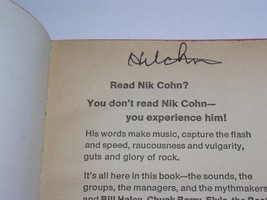 Read Nik Cohn?
You don't read Nik Cohn—
you experience him!
His words make music, capture the flash
and speed, raucousness and vulgarity,
guts and glory of rock.
It's all here in this book—the sounds, the
groups, the managers, and the mythmakers
and Bill Haley, Chuck Berry, Elvis, the